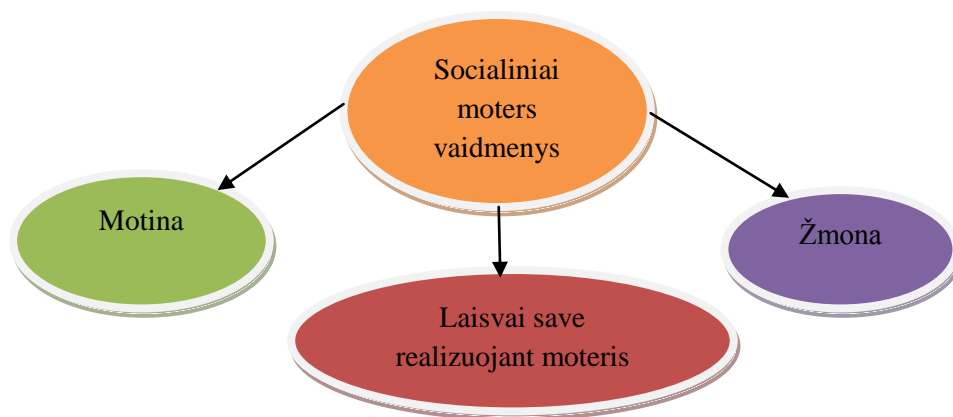 Socialiniai
moters
vaidmenys
Motina
Žmona
Laisvai save
realizuojant moteris